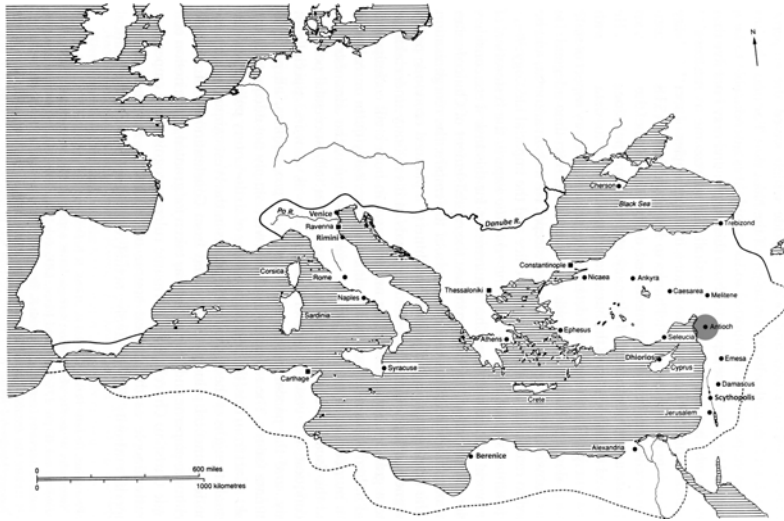 N
Cherson
Black Sea
Trebizond
Po R.
Venice
Ravenna
Rimini
Danube R.
Constantinople
Nicaea
Ankyra
Corsica
Rome
Thessaloniki
Caesarea
Melitene
Naples
Sardinia
Antioch
Ephesus
Athens
Seleucia
Dhiorios
Emesa
Syracuse
Cyprus
Carthage
Crete
Damascus
Scythopolis
Jerusalem
Alexandria
Berenice
0 600 miles
0 1000 kilometres